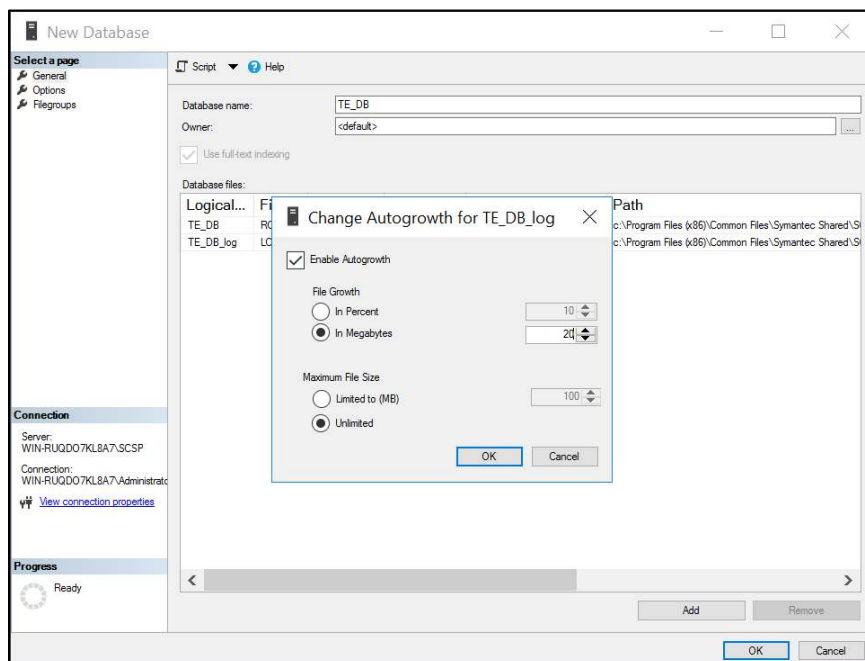 New Database
Select a page
General
Options
Filegroups
Script Help
Database name: TE_DB
Owner: <default> ...
Use full-text indexing
Database files:
Logical... Fi Path
TE_DB RO c:\Program Files (x86)\Common Files\Symantec Shared\S
TE_DB_log LO c:\Program Files (x86)\Common Files\Symantec Shared\S
Change Autogrowth for TE_DB_log
Enable Autogrowth
File Growth
In Percent 10
In Megabytes 20
Maximum File Size
Limited to (MB) 100
Unlimited
OK Cancel
Connection
Server:
WIN-RUQDO7KL8A7\SCSP
Connection:
WIN-RUQDO7KL8A7\Administrato
View connection properties
Progress
Ready
Add Remove
OK Cancel